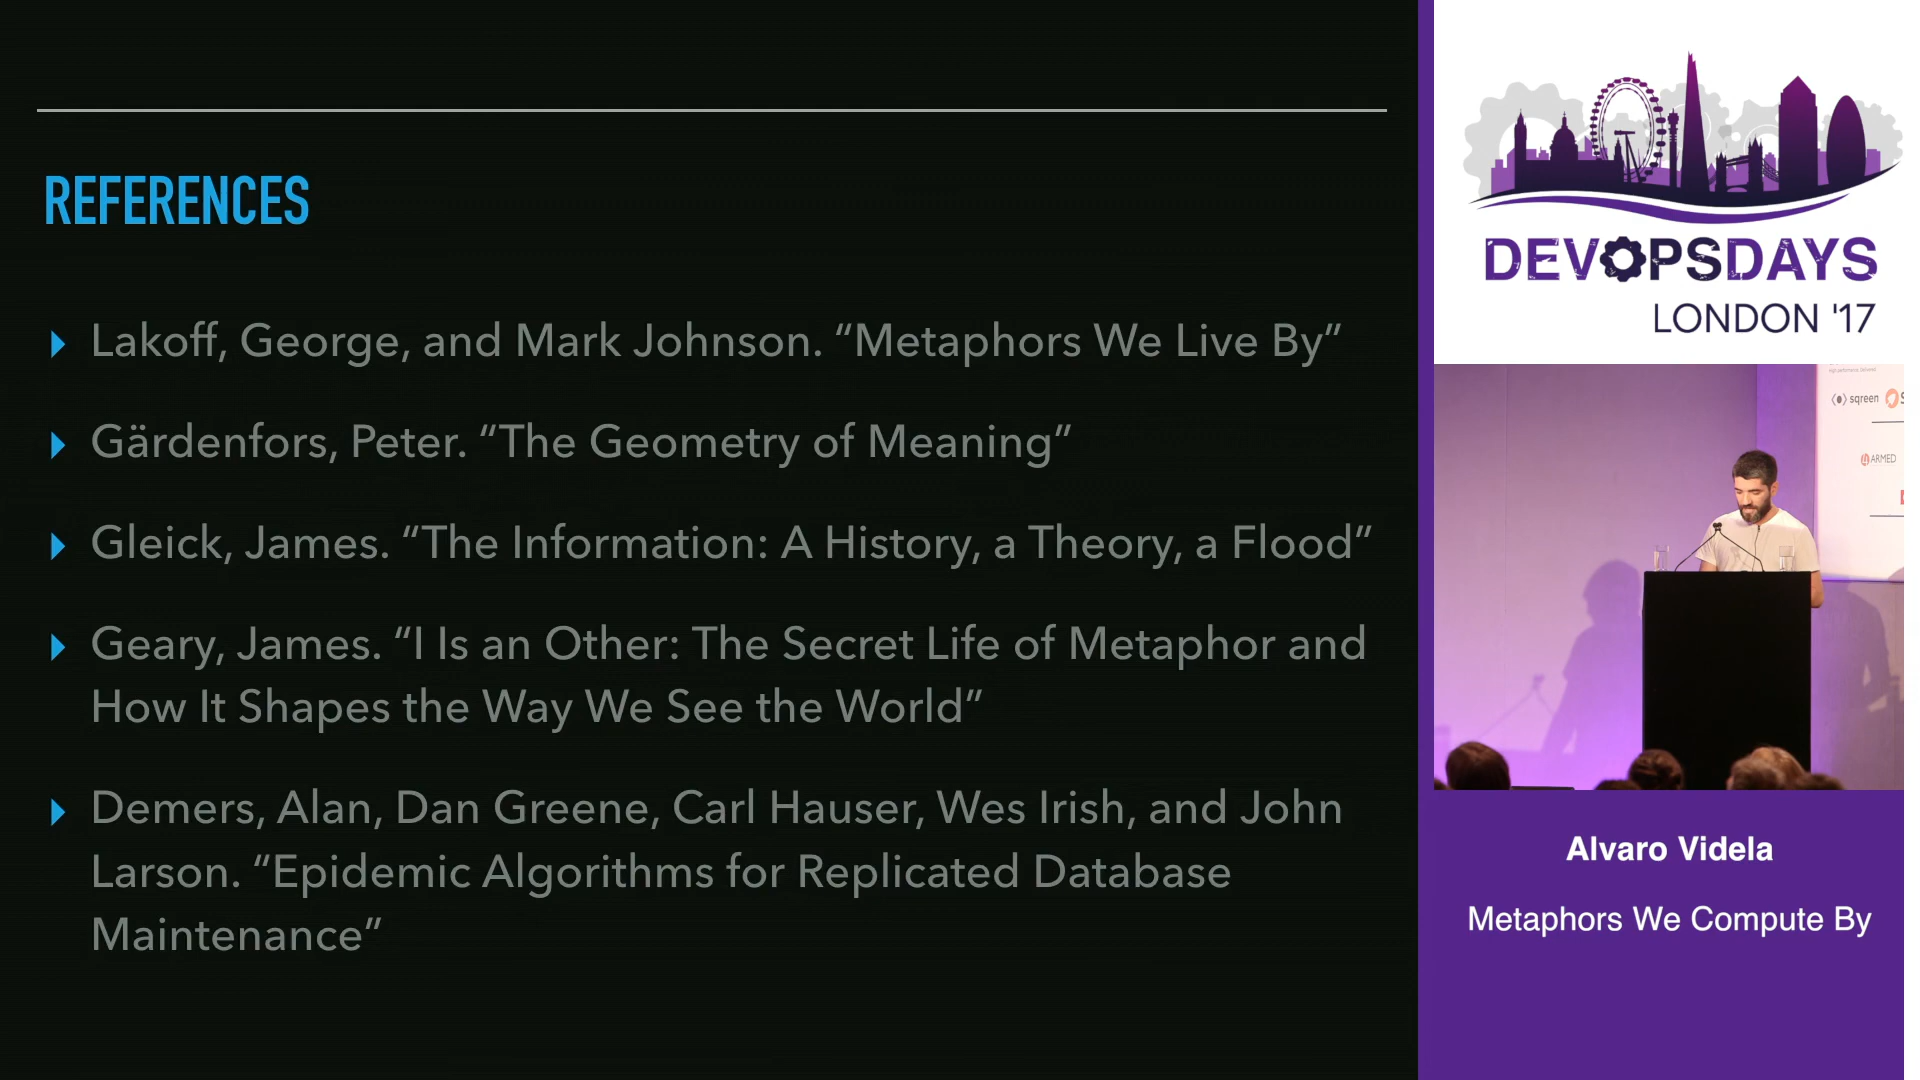 REFERENCES
Lakoff, George, and Mark Johnson. “Metaphors We Live By”
Gärdenfors, Peter. “The Geometry of Meaning”
Gleick, James. “The Information: A History, a Theory, a Flood”
Geary, James. “I Is an Other: The Secret Life of Metaphor and
How It Shapes the Way We See the World”
Demers, Alan, Dan Greene, Carl Hauser, Wes Irish, and John
Larson. “Epidemic Algorithms for Replicated Database
Maintenance”
DEVOPSDAYS
LONDON '17
sqreen
ARMED
Alvaro Videla
Metaphors We Compute By